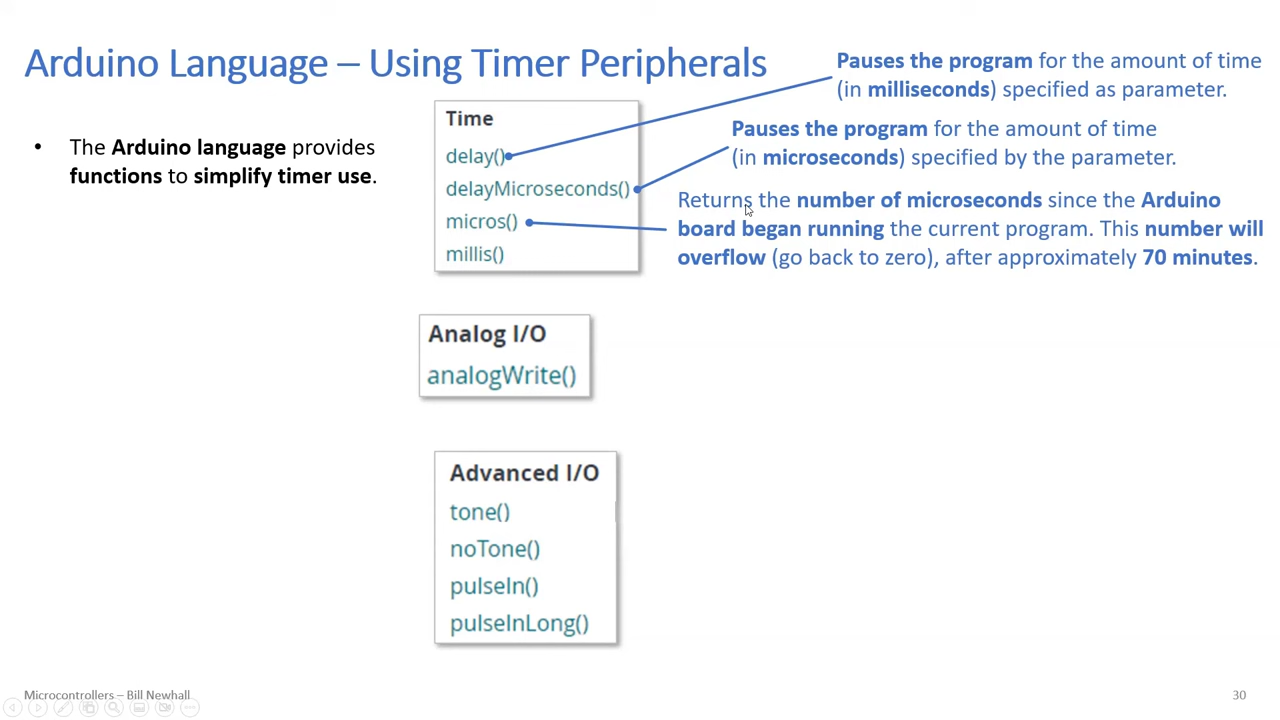 Arduino Language – Using Timer Peripherals
• The Arduino language provides
functions to simplify timer use.
Time
delay()
delayMicroseconds()
micros()
millis()
Pauses the program for the amount of time
(in milliseconds) specified as parameter.
Pauses the program for the amount of time
(in microseconds) specified by the parameter.
Returns the number of microseconds since the Arduino
board began running the current program. This number will
overflow (go back to zero), after approximately 70 minutes.
Analog I/O
analogWrite()
Advanced I/O
tone()
noTone()
pulseIn()
pulseInLong()
Microcontrollers – Bill Newhall
30